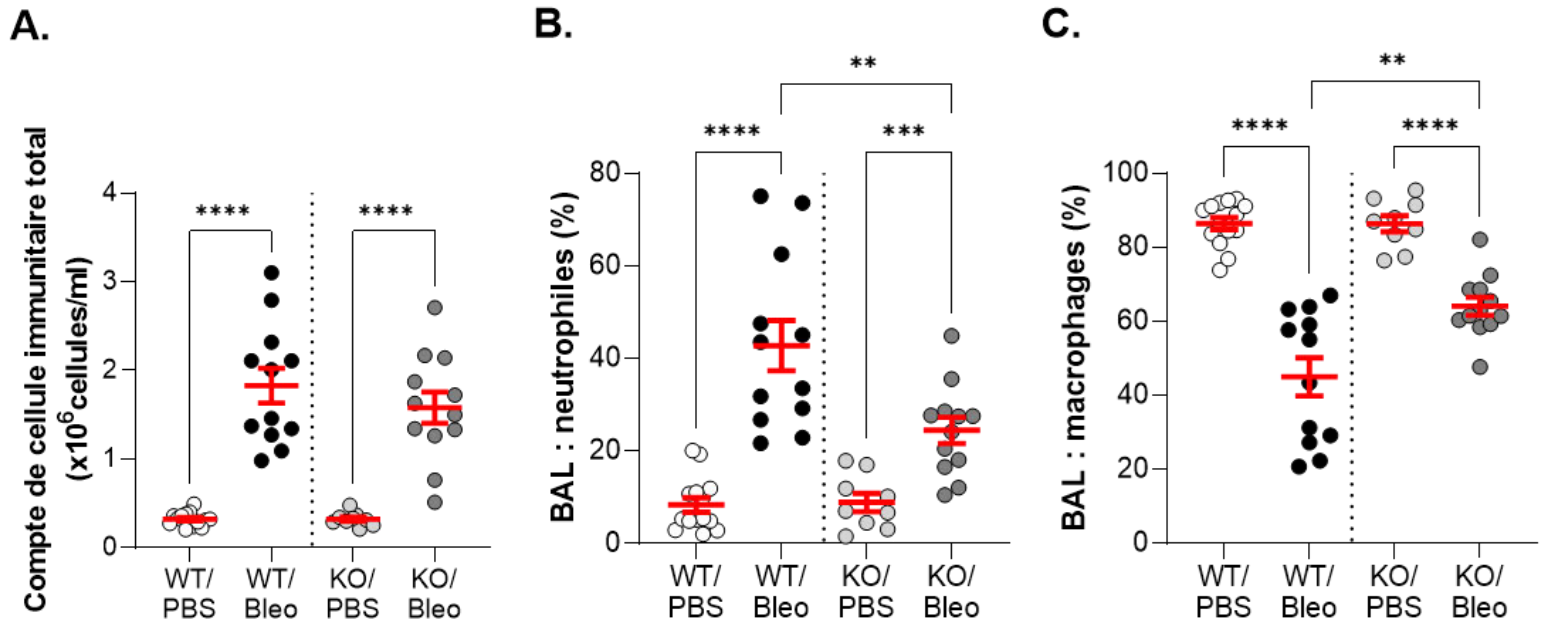 A.
Compte de cellule immunitaire total
(x10⁶cellules/ml)
4
3
2
1
0
****
****
WT/
PBS
WT/
Bleo
KO/
PBS
KO/
Bleo
B.
BAL : neutrophiles (%)
80
60
40
20
0
**
****
***
WT/
PBS
WT/
Bleo
KO/
PBS
KO/
Bleo
C.
BAL : macrophages (%)
100
80
60
40
20
0
**
****
****
WT/
PBS
WT/
Bleo
KO/
PBS
KO/
Bleo